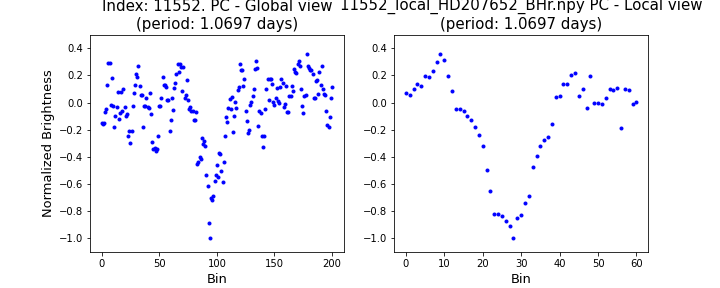 Index: 11552. PC - Global view
(period: 1.0697 days)
11552_local_HD207652_BHr.npy PC - Local view
(period: 1.0697 days)
Normalized Brightness
0.4
0.2
0.0
−0.2
−0.4
−0.6
−0.8
−1.0
0 50 100 150 200
Bin
0.4
0.2
0.0
−0.2
−0.4
−0.6
−0.8
−1.0
0 10 20 30 40 50 60
Bin